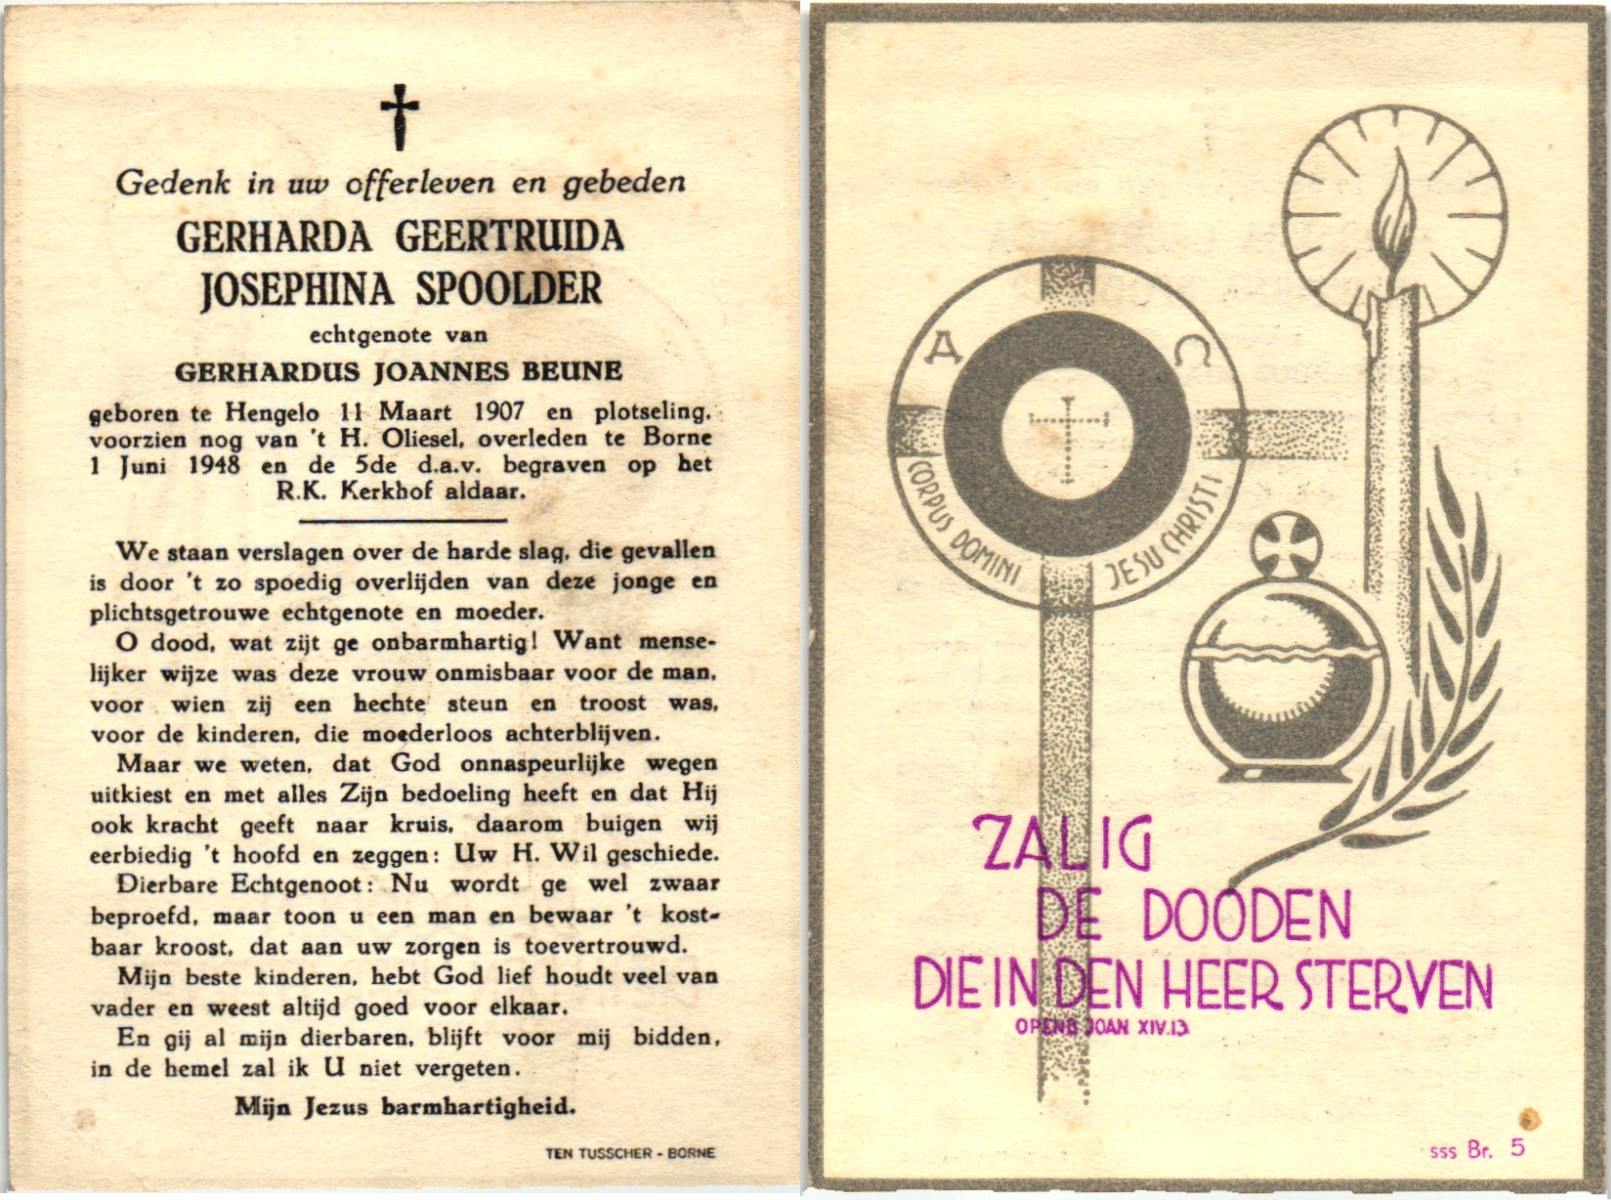 Gedenk in uw offerleven en gebeden
GERHARDA GEERTRUIDA
JOSEPHINA SPOOLDER
echtgenote van
GERHARDUS JOANNES BEUNE
geboren te Hengelo 11 Maart 1907 en plotseling,
voorzien nog van 't H. Oliesel, overleden te Borne
1 Juni 1948 en de 5de d.a.v. begraven op het
R.K. Kerkhof aldaar.
We staan verslagen over de harde slag, die gevallen
is door 't zo spoedig overlijden van deze jonge en
plichtsgetrouwe echtgenote en moeder.
O dood, wat zijt ge onbarmhartig! Want mense-
lijker wijze was deze vrouw onmisbaar voor de man,
voor wien zij een hechte steun en troost was,
voor de kinderen, die moederloos achterblijven.
Maar we weten, dat God onnaspeurlijke wegen
uitkiest en met alles Zijn bedoeling heeft en dat Hij
ook kracht geeft naar kruis, daarom buigen wij
eerbiedig 't hoofd en zeggen: Uw H. Wil geschiede.
Dierbare Echtgenoot: Nu wordt ge wel zwaar
beproefd, maar toon u een man en bewaar 't kost-
baar kroost, dat aan uw zorgen is toevertrouwd.
Mijn beste kinderen, hebt God lief houdt veel van
vader en weest altijd goed voor elkaar.
En gij al mijn dierbaren, blijft voor mij bidden,
in de hemel zal ik U niet vergeten.
Mijn Jezus barmhartigheid.
TEN TUSSCHER - BORNE
A Ω
CORPUS DOMINI JESU CHRISTI
ZALIG
DE DOODEN
DIE IN DEN HEER STERVEN
OPENB JOAN XIV.13
sss Br. 5